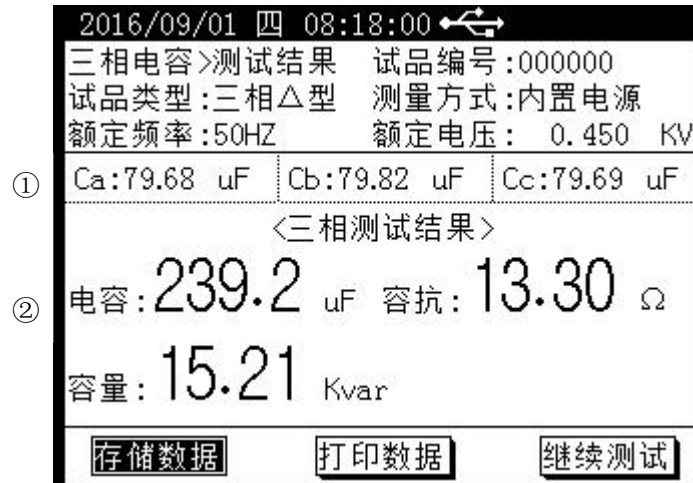 2016/09/01 四 08:18:00
三相电容>测试结果 试品编号:000000
试品类型:三相△型 测量方式:内置电源
额定频率:50HZ 额定电压: 0.450 KV
① Ca:79.68 uF Cb:79.82 uF Cc:79.69 uF
<三相测试结果>
② 电容:239.2 uF 容抗:13.30 Ω
容量:15.21 Kvar
存储数据 打印数据 继续测试